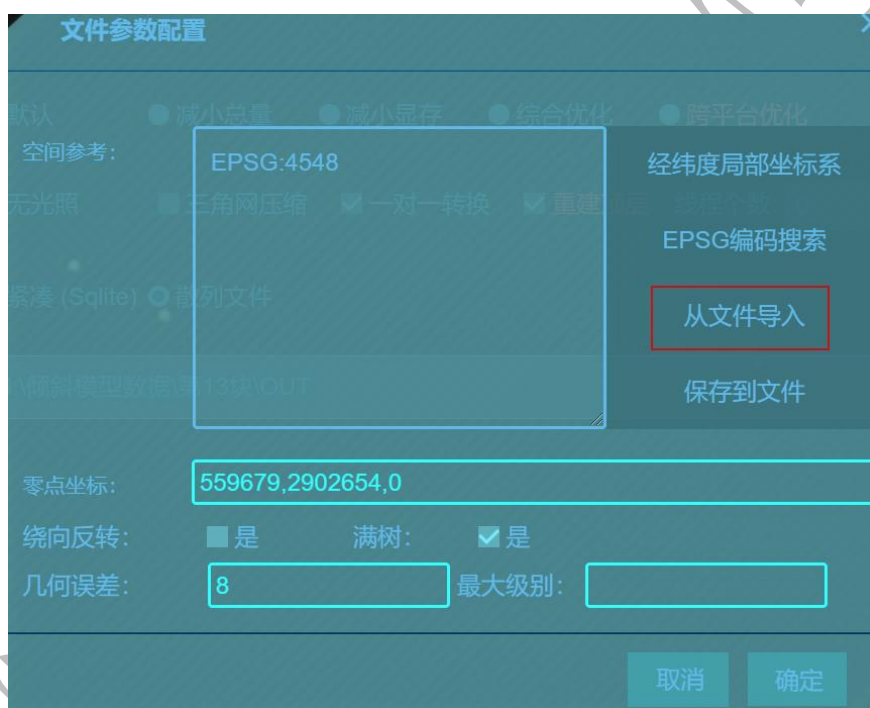 文件参数配置
默认 减小总量 减小显存 综合优化 跨平台优化
空间参考: EPSG:4548 经纬度局部坐标系
无光照 三角网压缩 一对一转换 重建顶层
EPSG编码搜索
紧凑 (Sqlite) 散列文件
从文件导入
保存到文件
零点坐标: 559679,2902654,0
绕向反转: 是 满树: 是
几何误差: 8 最大级别:
取消 确定